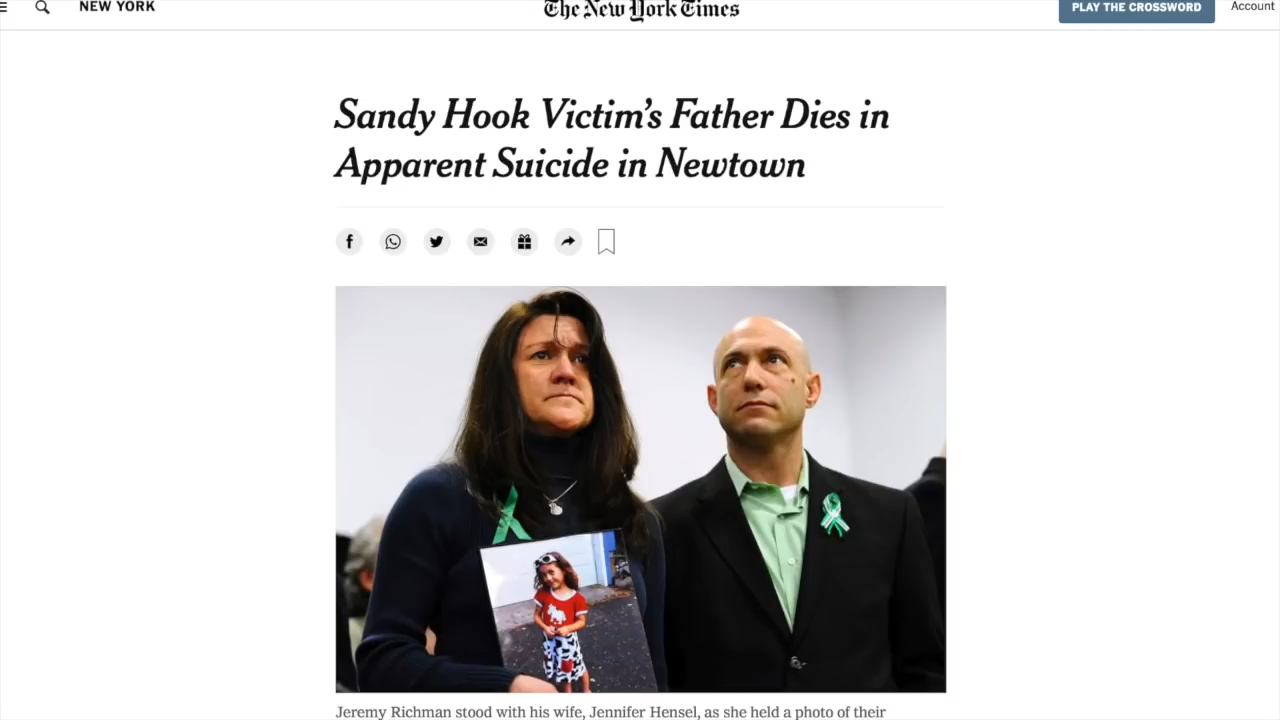 NEW YORK
The New York Times
PLAY THE CROSSWORD
Account
Sandy Hook Victim's Father Dies in
Apparent Suicide in Newtown
Jeremy Richman stood with his wife, Jennifer Hensel, as she held a photo of their